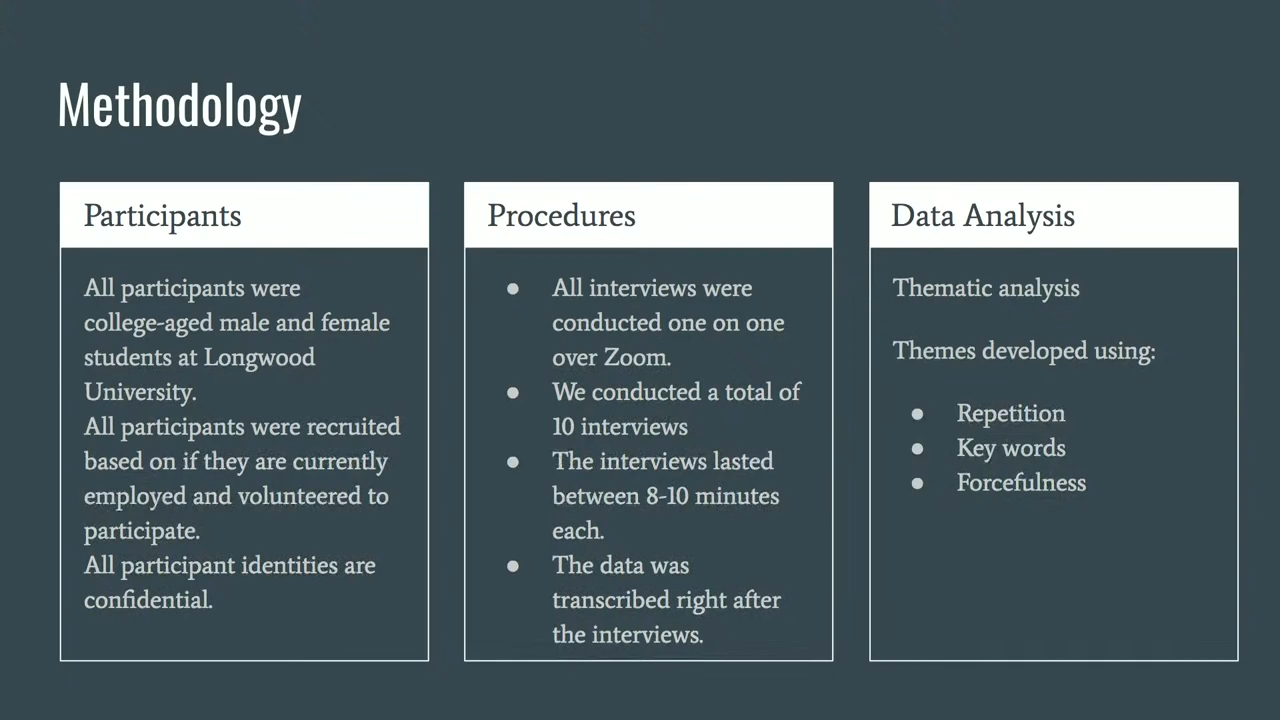 Methodology
Participants
All participants were
college-aged male and female
students at Longwood
University.
All participants were recruited
based on if they are currently
employed and volunteered to
participate.
All participant identities are
confidential.
Procedures
● All interviews were
conducted one on one
over Zoom.
● We conducted a total of
10 interviews
● The interviews lasted
between 8-10 minutes
each.
● The data was
transcribed right after
the interviews.
Data Analysis
Thematic analysis
Themes developed using:
● Repetition
● Key words
● Forcefulness